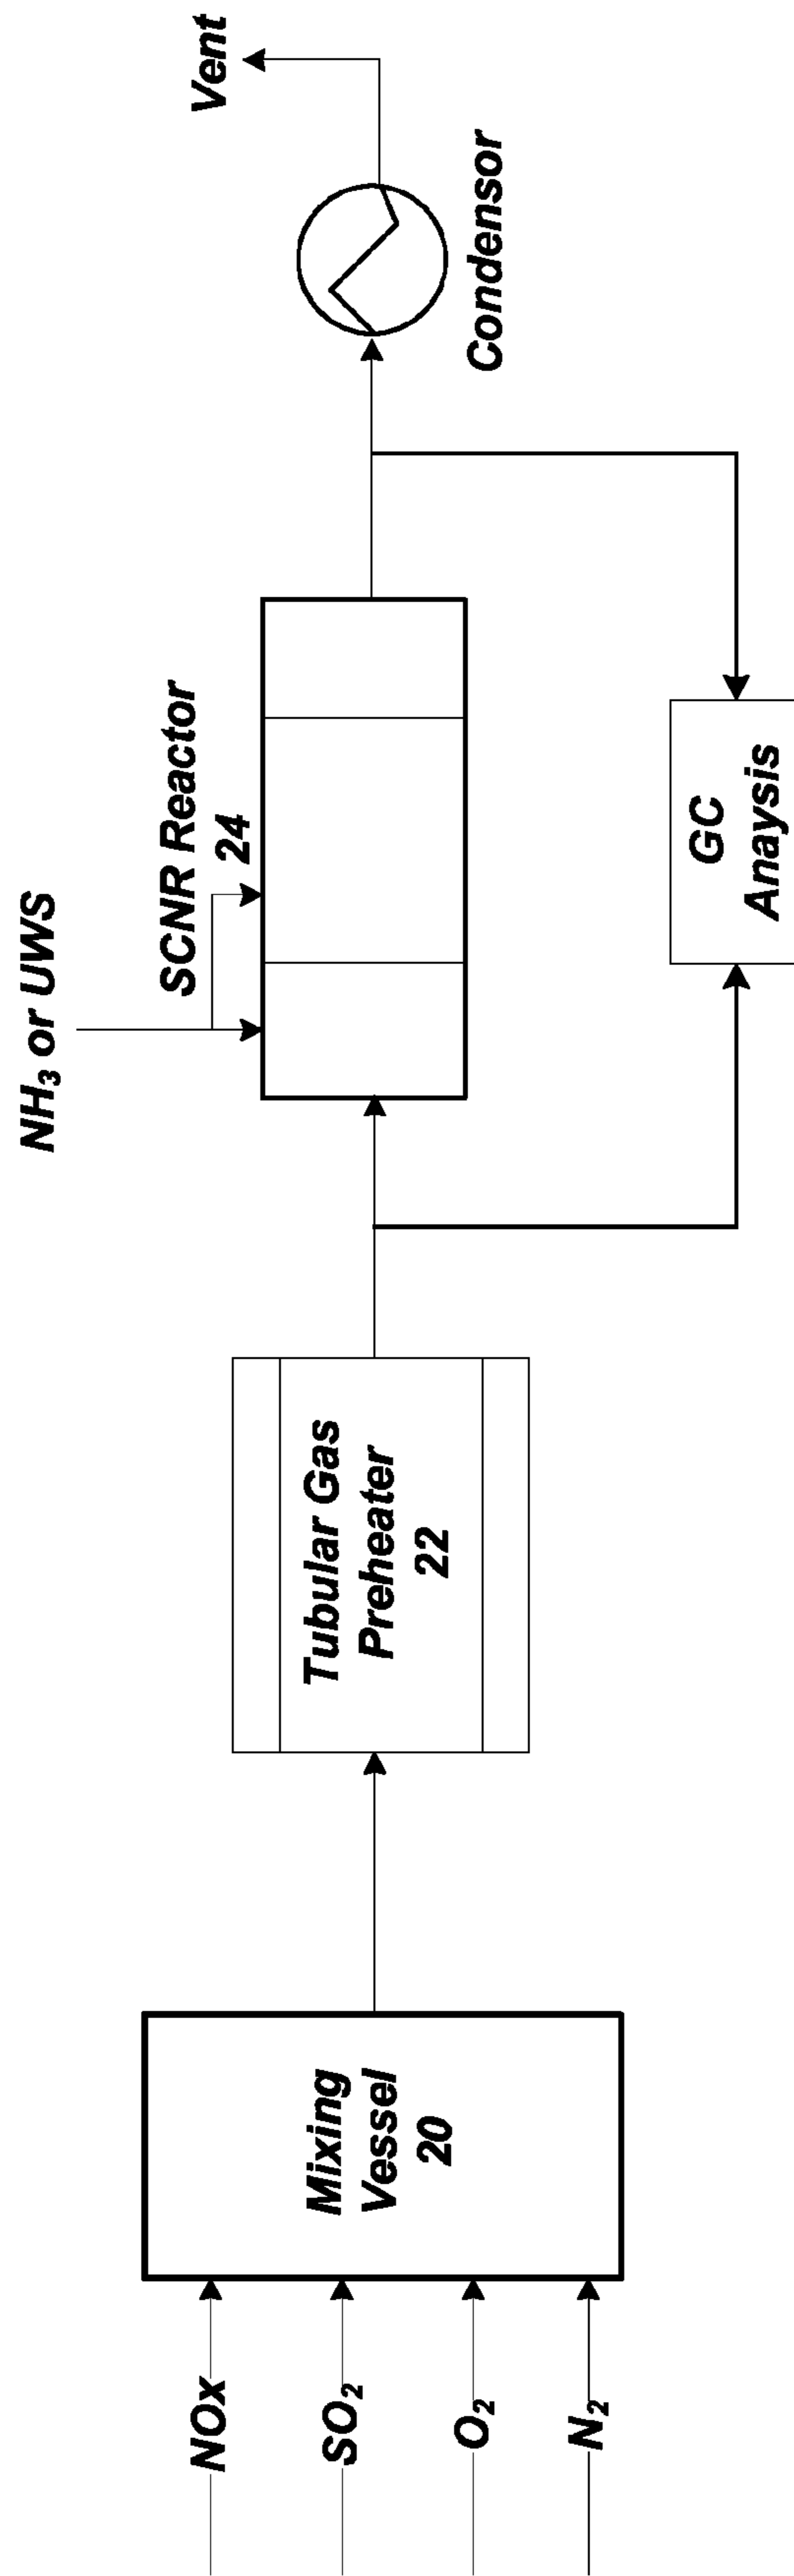 NOx
SO₂
O₂
N₂
Mixing
Vessel
20
Tubular Gas
Preheater
22
NH₃ or UWS
SCNR Reactor
24
GC
Anaysis
Condensor
Vent